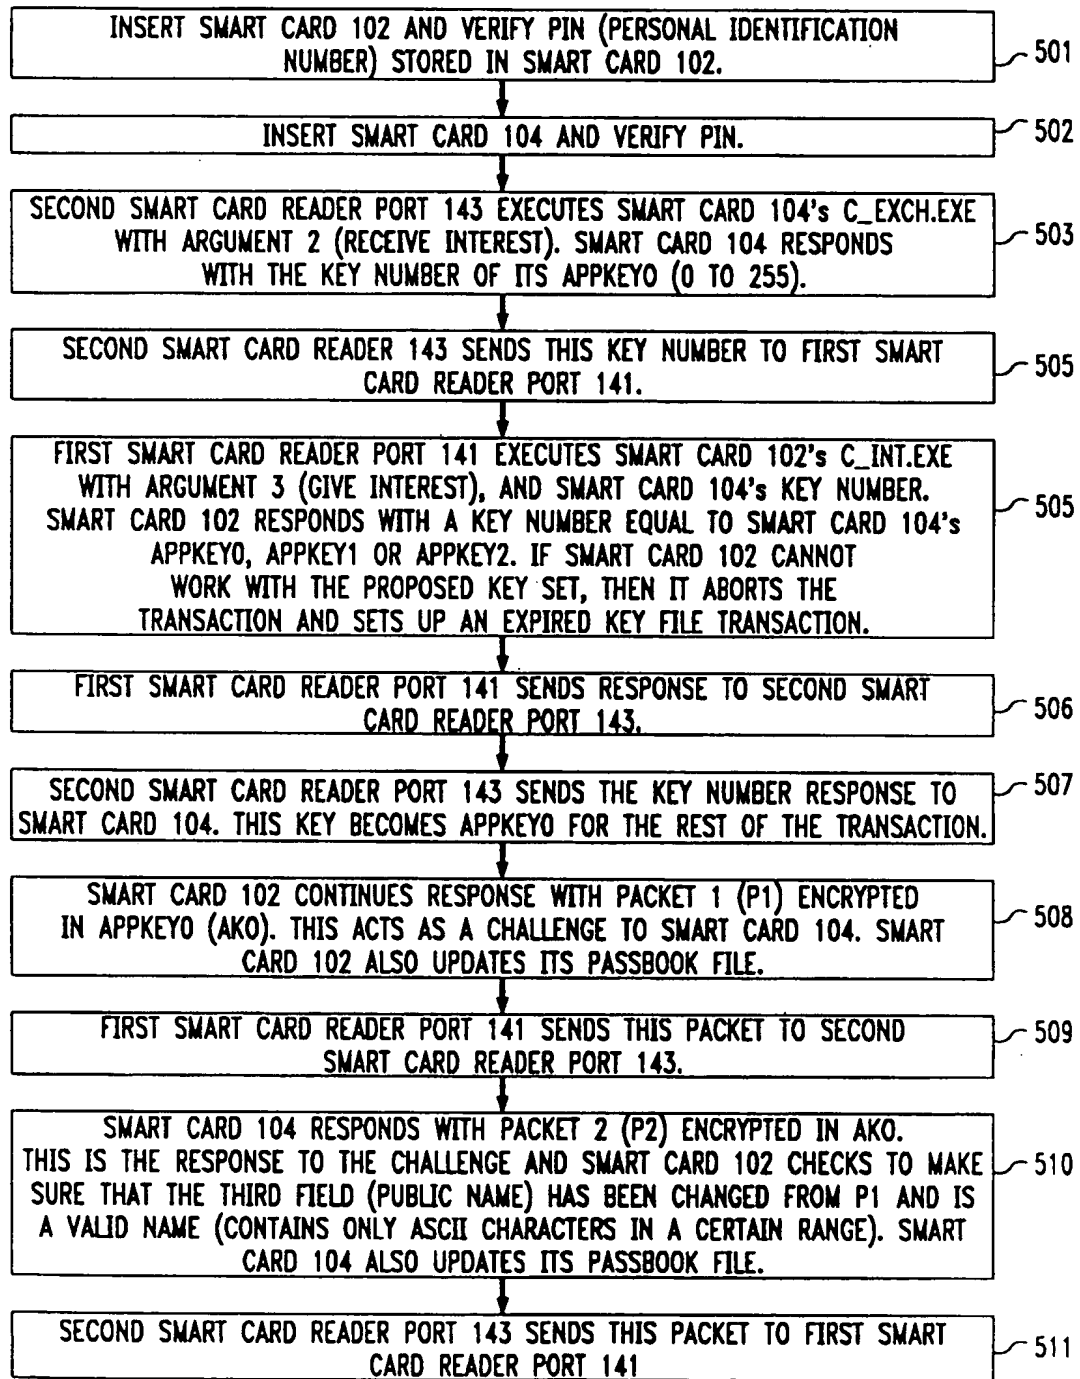 INSERT SMART CARD 102 AND VERIFY PIN (PERSONAL IDENTIFICATION
NUMBER) STORED IN SMART CARD 102.
501
INSERT SMART CARD 104 AND VERIFY PIN.
502
SECOND SMART CARD READER PORT 143 EXECUTES SMART CARD 104's C_EXCH.EXE
WITH ARGUMENT 2 (RECEIVE INTEREST). SMART CARD 104 RESPONDS
WITH THE KEY NUMBER OF ITS APPKEY0 (0 TO 255).
503
SECOND SMART CARD READER 143 SENDS THIS KEY NUMBER TO FIRST SMART
CARD READER PORT 141.
505
FIRST SMART CARD READER PORT 141 EXECUTES SMART CARD 102's C_INT.EXE
WITH ARGUMENT 3 (GIVE INTEREST), AND SMART CARD 104's KEY NUMBER.
SMART CARD 102 RESPONDS WITH A KEY NUMBER EQUAL TO SMART CARD 104's
APPKEY0, APPKEY1 OR APPKEY2. IF SMART CARD 102 CANNOT
WORK WITH THE PROPOSED KEY SET, THEN IT ABORTS THE
TRANSACTION AND SETS UP AN EXPIRED KEY FILE TRANSACTION.
505
FIRST SMART CARD READER PORT 141 SENDS RESPONSE TO SECOND SMART
CARD READER PORT 143.
506
SECOND SMART CARD READER PORT 143 SENDS THE KEY NUMBER RESPONSE TO
SMART CARD 104. THIS KEY BECOMES APPKEY0 FOR THE REST OF THE TRANSACTION.
507
SMART CARD 102 CONTINUES RESPONSE WITH PACKET 1 (P1) ENCRYPTED
IN APPKEY0 (AK0). THIS ACTS AS A CHALLENGE TO SMART CARD 104. SMART
CARD 102 ALSO UPDATES ITS PASSBOOK FILE.
508
FIRST SMART CARD READER PORT 141 SENDS THIS PACKET TO SECOND
SMART CARD READER PORT 143.
509
SMART CARD 104 RESPONDS WITH PACKET 2 (P2) ENCRYPTED IN AK0.
THIS IS THE RESPONSE TO THE CHALLENGE AND SMART CARD 102 CHECKS TO MAKE
SURE THAT THE THIRD FIELD (PUBLIC NAME) HAS BEEN CHANGED FROM P1 AND IS
A VALID NAME (CONTAINS ONLY ASCII CHARACTERS IN A CERTAIN RANGE). SMART
CARD 104 ALSO UPDATES ITS PASSBOOK FILE.
510
SECOND SMART CARD READER PORT 143 SENDS THIS PACKET TO FIRST SMART
CARD READER PORT 141
511